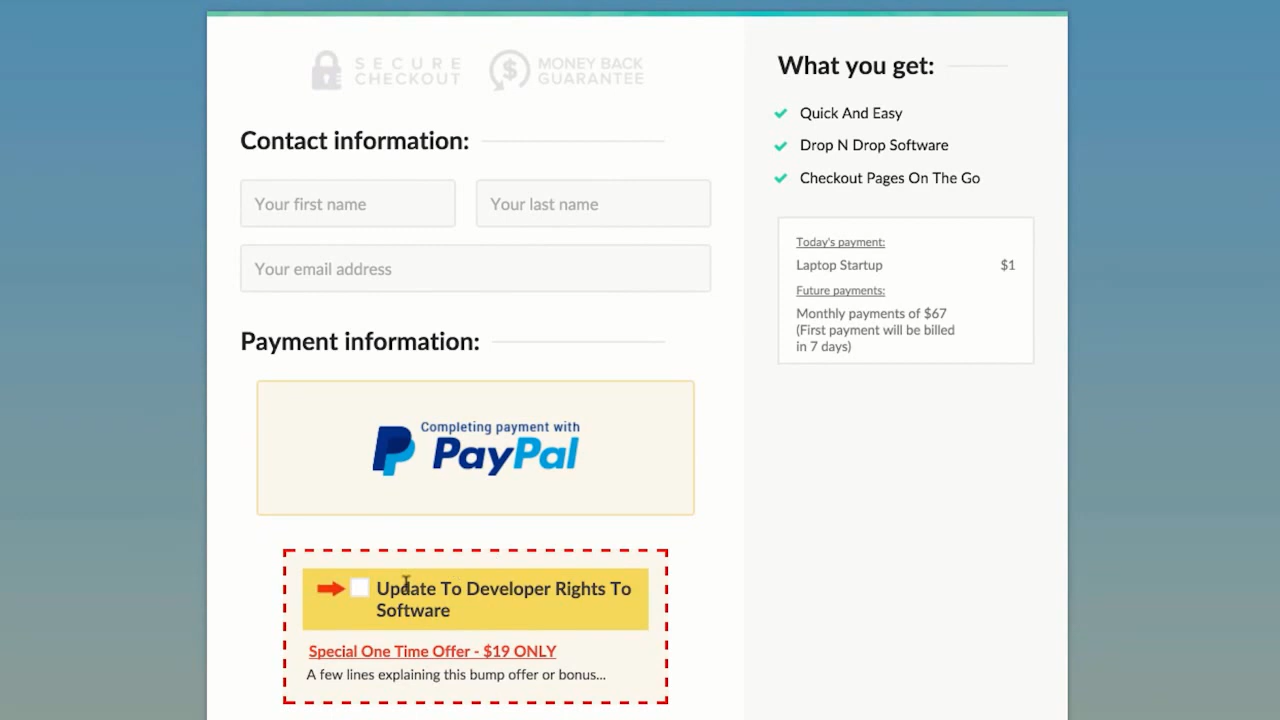 SECURE CHECKOUT
MONEY BACK GUARANTEE
Contact information:
Your first name
Your last name
Your email address
Payment information:
Completing payment with
PayPal
Update To Developer Rights To
Software
Special One Time Offer - $19 ONLY
A few lines explaining this bump offer or bonus...
What you get:
Quick And Easy
Drop N Drop Software
Checkout Pages On The Go
Today's payment:
Laptop Startup $1
Future payments:
Monthly payments of $67
(First payment will be billed
in 7 days)